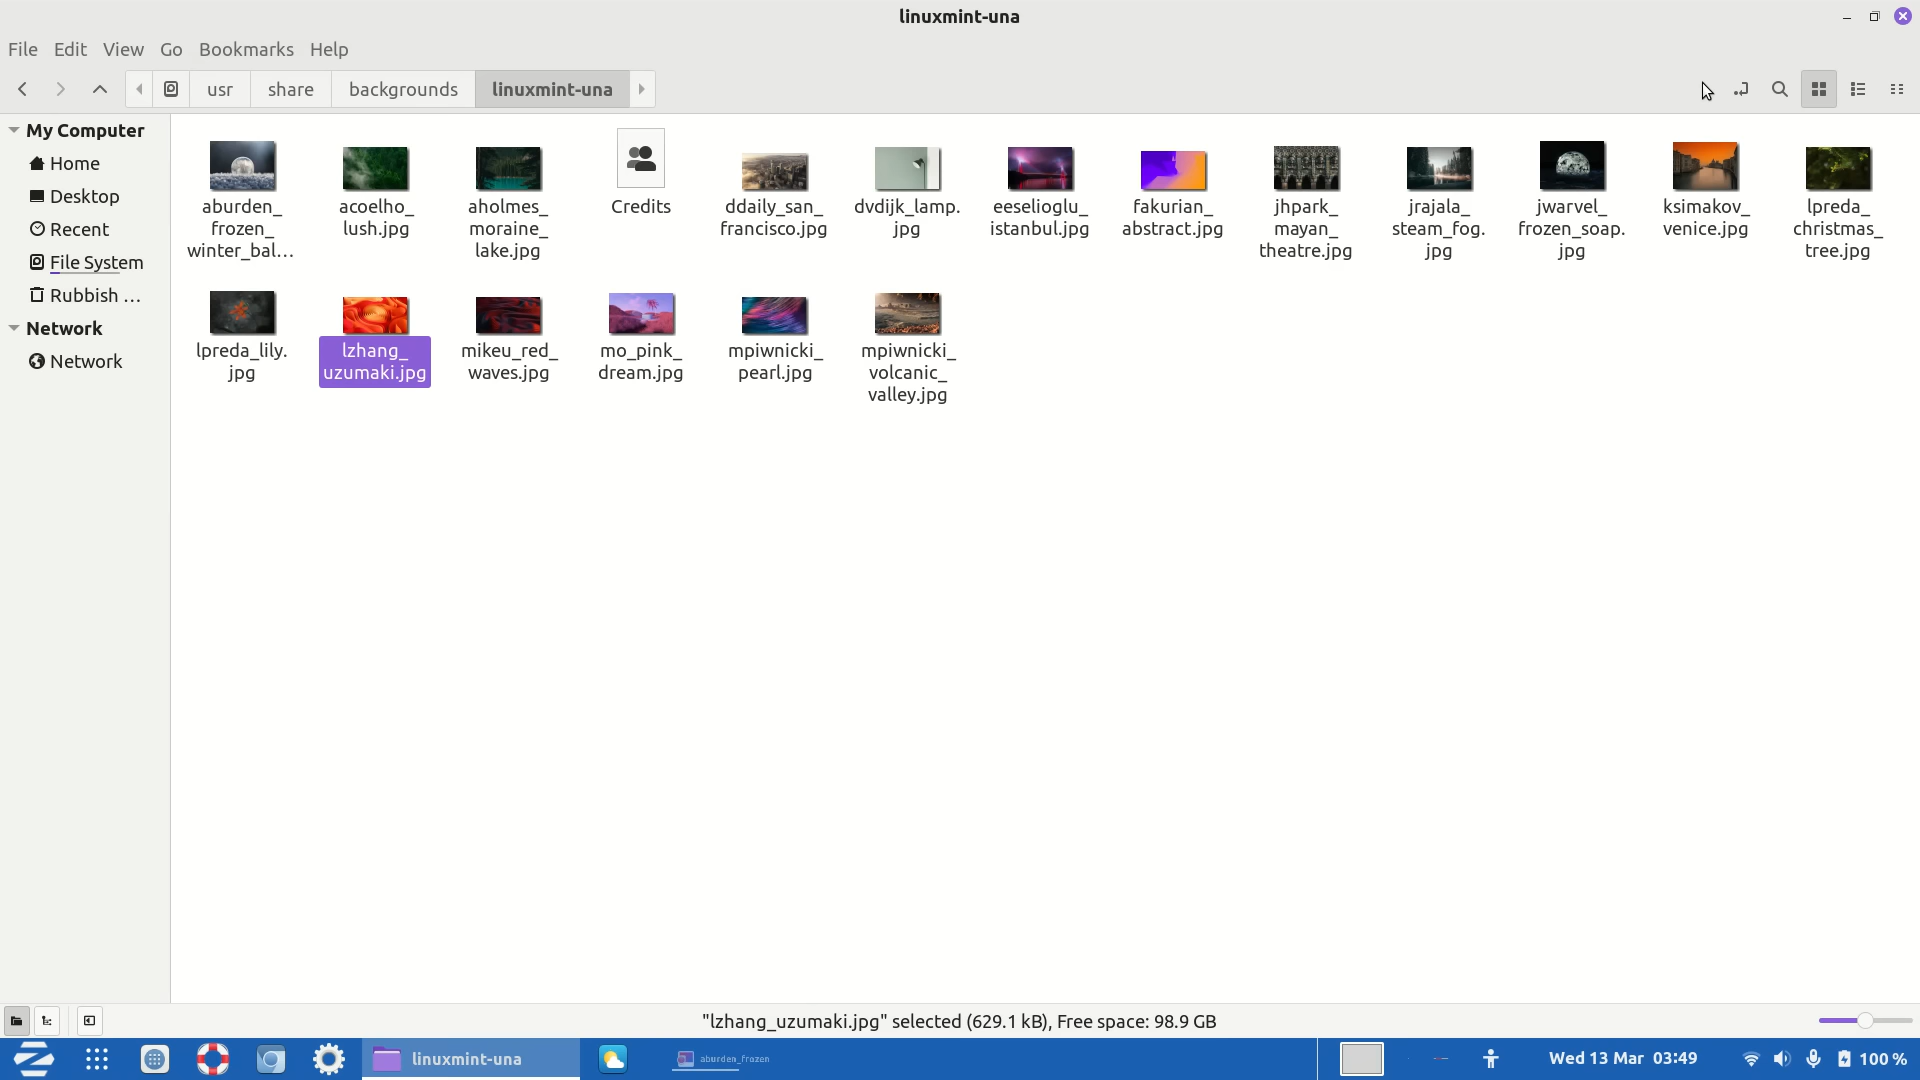 linuxmint-una
File Edit View Go Bookmarks Help
usr share backgrounds linuxmint-una
My Computer
Home
Desktop
Recent
File System
Rubbish ...
Network
Network
aburden_
frozen_
winter_bal...
acoelho_
lush.jpg
aholmes_
moraine_
lake.jpg
Credits
ddaily_san_
francisco.jpg
dvdijk_lamp.
jpg
eeselioglu_
istanbul.jpg
fakurian_
abstract.jpg
jhpark_
mayan_
theatre.jpg
jrajala_
steam_fog.
jpg
jwarvel_
frozen_soap.
jpg
ksimakov_
venice.jpg
lpreda_
christmas_
tree.jpg
lpreda_lily.
jpg
lzhang_
uzumaki.jpg
mikeu_red_
waves.jpg
mo_pink_
dream.jpg
mpiwnicki_
pearl.jpg
mpiwnicki_
volcanic_
valley.jpg
"lzhang_uzumaki.jpg" selected (629.1 kB), Free space: 98.9 GB
linuxmint-una
aburden_frozen
Wed 13 Mar 03:49
100 %